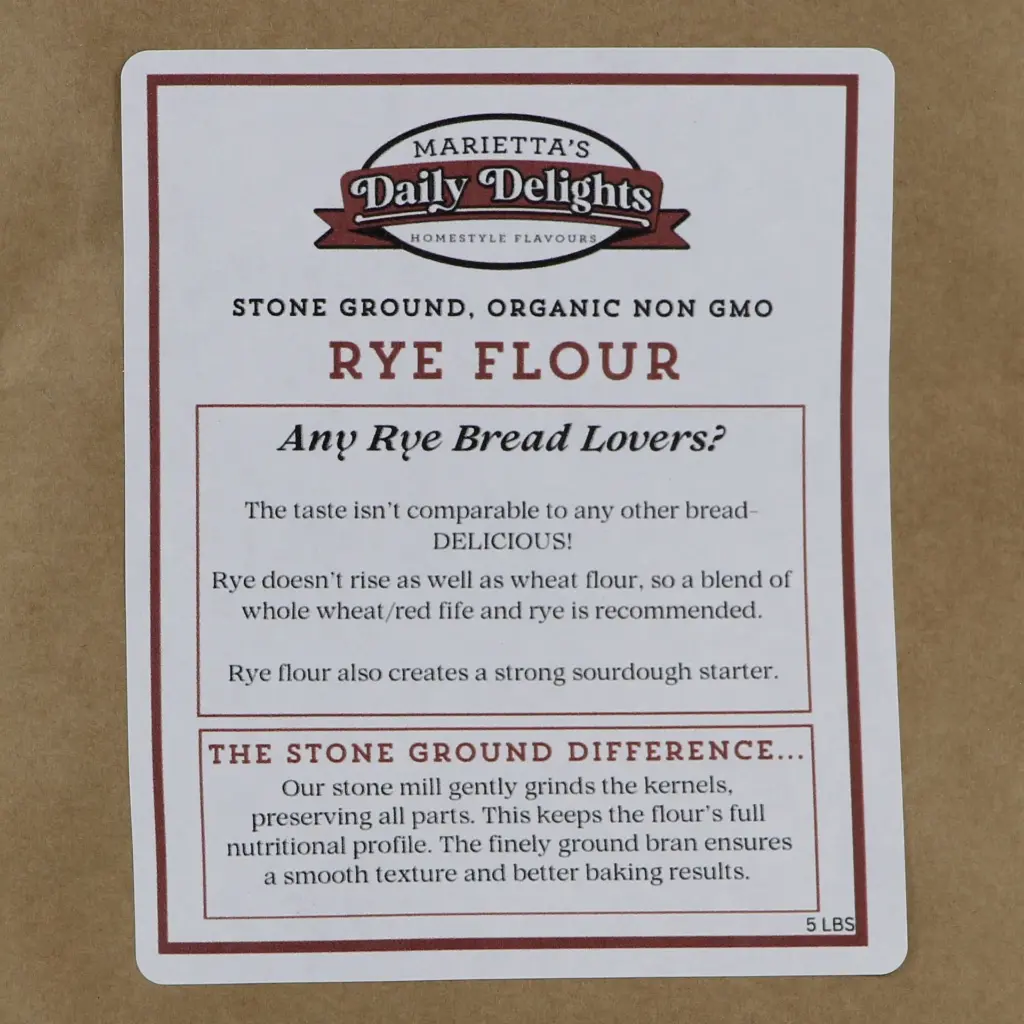 MARIETTA'S
Daily Delights
HOMESTYLE FLAVOURS
STONE GROUND, ORGANIC NON GMO
RYE FLOUR
Any Rye Bread Lovers?
The taste isn't comparable to any other bread-
DELICIOUS!
Rye doesn't rise as well as wheat flour, so a blend of
whole wheat/red fife and rye is recommended.
Rye flour also creates a strong sourdough starter.
THE STONE GROUND DIFFERENCE...
Our stone mill gently grinds the kernels,
preserving all parts. This keeps the flour's full
nutritional profile. The finely ground bran ensures
a smooth texture and better baking results.
5 LBS